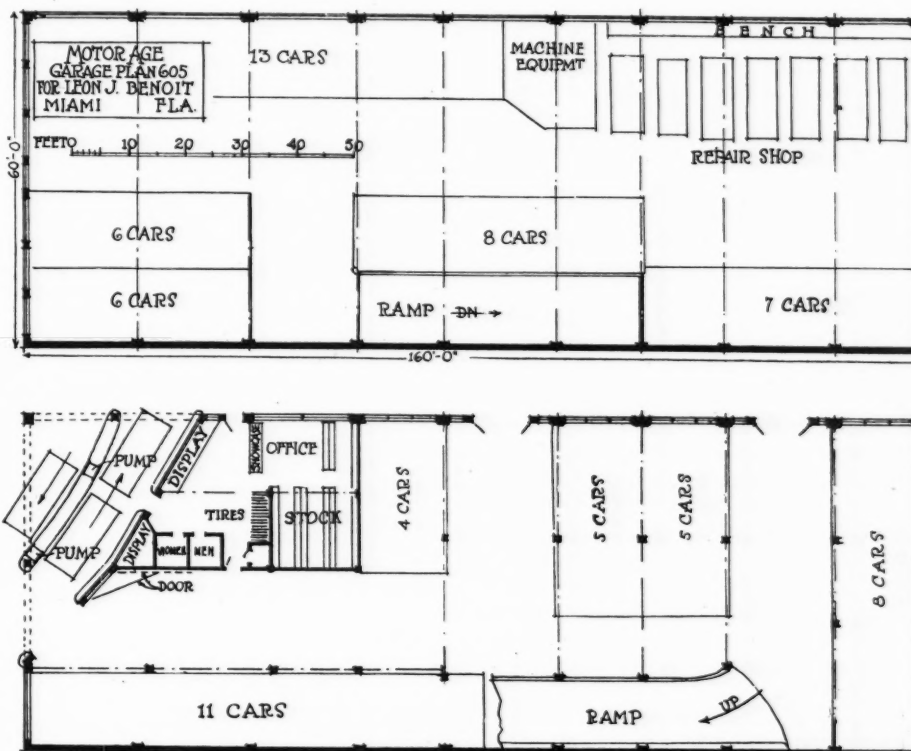 MOTOR AGE
GARAGE PLAN 605
FOR LEON J. BENOIT
MIAMI FLA.
13 CARS
MACHINE
EQUIPMT
BENCH
FEET 0 10 20 30 40 50
REPAIR SHOP
60'-0"
6 CARS
8 CARS
6 CARS
RAMP DN
7 CARS
160'-0"
PUMP
DISPLAY
SHOWCASE
OFFICE
TIRES
STOCK
4 CARS
5 CARS
5 CARS
8 CARS
PUMP
DISPLAY
WOMEN
MEN
DOOR
11 CARS
RAMP
UP